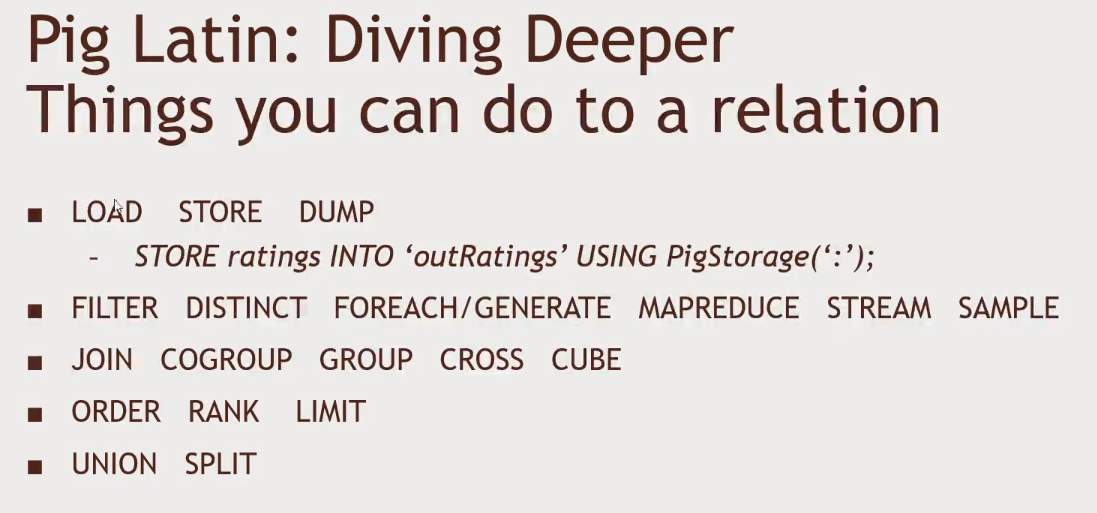 Pig Latin: Diving Deeper
Things you can do to a relation
■ LOAD STORE DUMP
– STORE ratings INTO ‘outRatings’ USING PigStorage(‘:’);
■ FILTER DISTINCT FOREACH/GENERATE MAPREDUCE STREAM SAMPLE
■ JOIN COGROUP GROUP CROSS CUBE
■ ORDER RANK LIMIT
■ UNION SPLIT